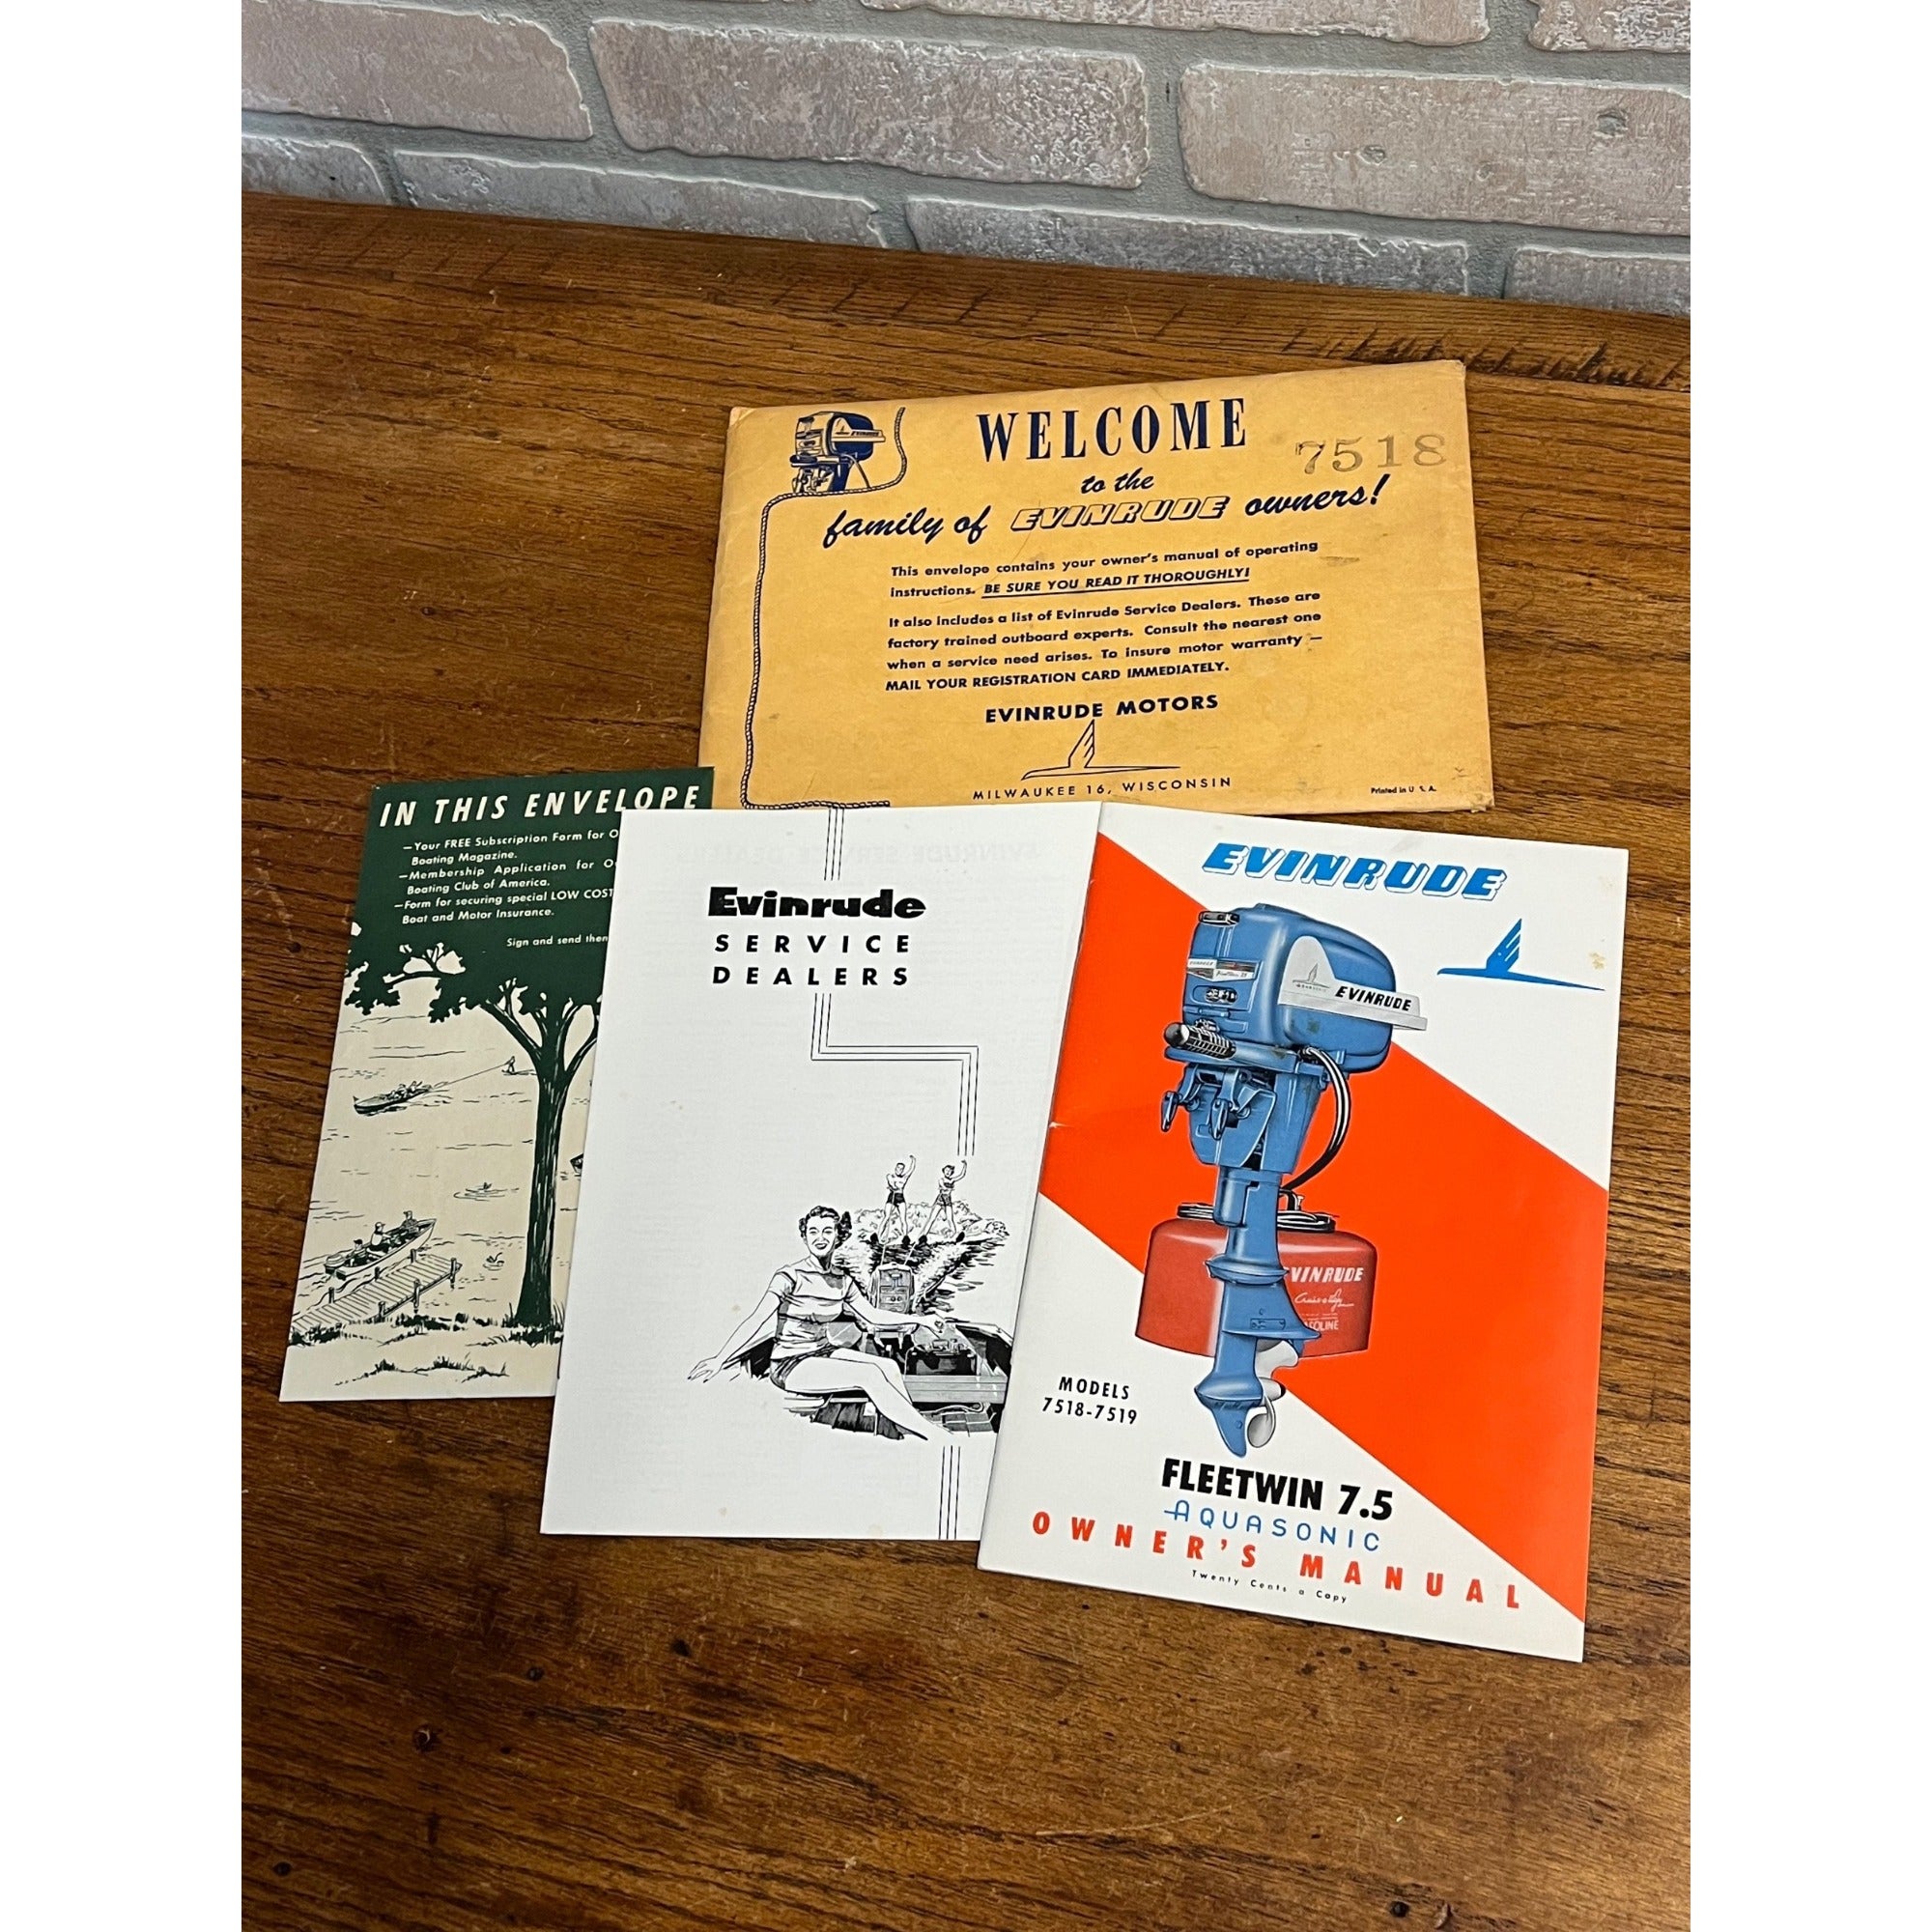 WELCOME
7518
to the
family of EVINRUDE owners!
This envelope contains your owner's manual of operating
instructions. BE SURE YOU READ IT THOROUGHLY!
It also includes a list of Evinrude Service Dealers. These are
factory trained outboard experts. Consult the nearest one
when a service need arises. To insure motor warranty —
MAIL YOUR REGISTRATION CARD IMMEDIATELY.
EVINRUDE MOTORS
MILWAUKEE 16, WISCONSIN
Printed in U. S. A.
IN THIS ENVELOPE
—Your FREE Subscription Form for O
Boating Magazine.
—Membership Application for O
Boating Club of America.
—Form for securing special LOW COST
Boat and Motor Insurance.
Sign and send them
Evinrude
SERVICE
DEALERS
EVINRUDE
EVINRUDE
EVINRUDE
Cruis-a-Day
GASOLINE
MODELS
7518-7519
FLEETWIN 7.5
AQUASONIC
OWNER'S MANUAL
Twenty Cents a Copy